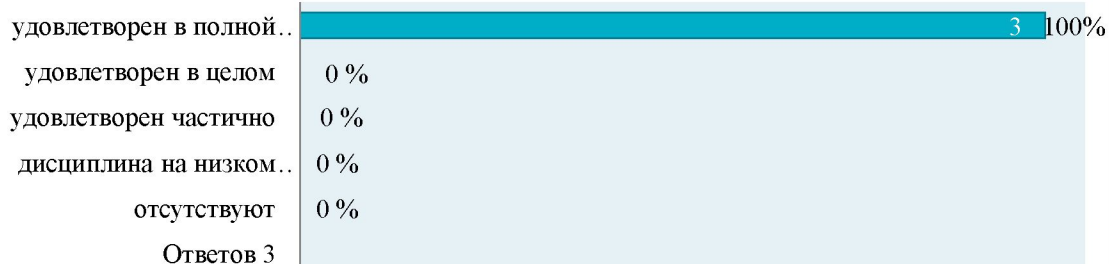 удовлетворен в полной.. 3 100%
удовлетворен в целом 0 %
удовлетворен частично 0 %
дисциплина на низком.. 0 %
отсутствуют 0 %
Ответов 3